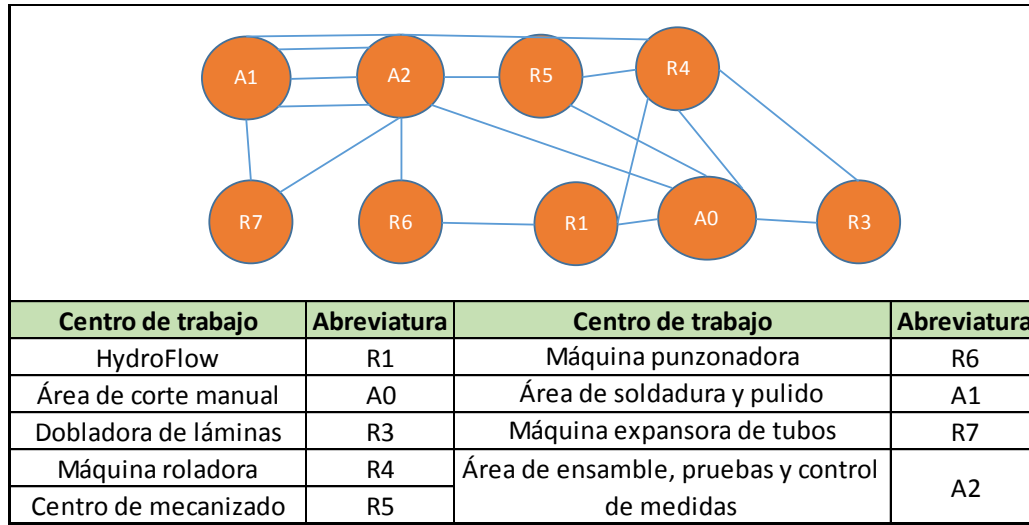 A1
A2
R5
R4
R7
R6
R1
A0
R3
Centro de trabajo Abreviatura Centro de trabajo Abreviatura
HydroFlow R1 Máquina punzonadora R6
Área de corte manual A0 Área de soldadura y pulido A1
Dobladora de láminas R3 Máquina expansora de tubos R7
Máquina roladora R4 Área de ensamble, pruebas y control
de medidas A2
Centro de mecanizado R5